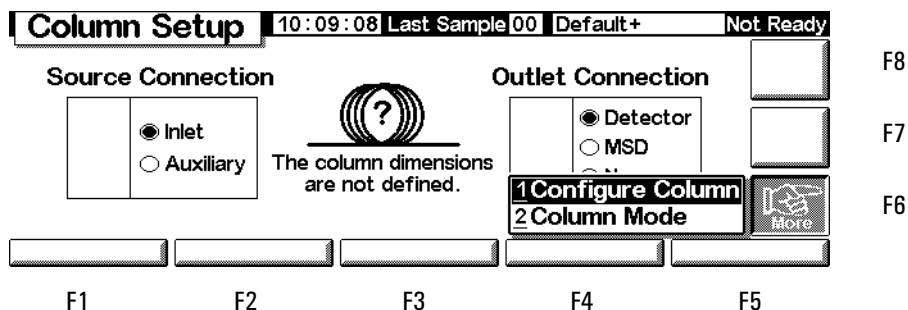 Column Setup 10:09:08 Last Sample 00 Default+ Not Ready
Source Connection
Inlet
Auxiliary
?
The column dimensions
are not defined.
Outlet Connection
Detector
MSD
1 Configure Column
2 Column Mode
More
F8
F7
F6
F1 F2 F3 F4 F5